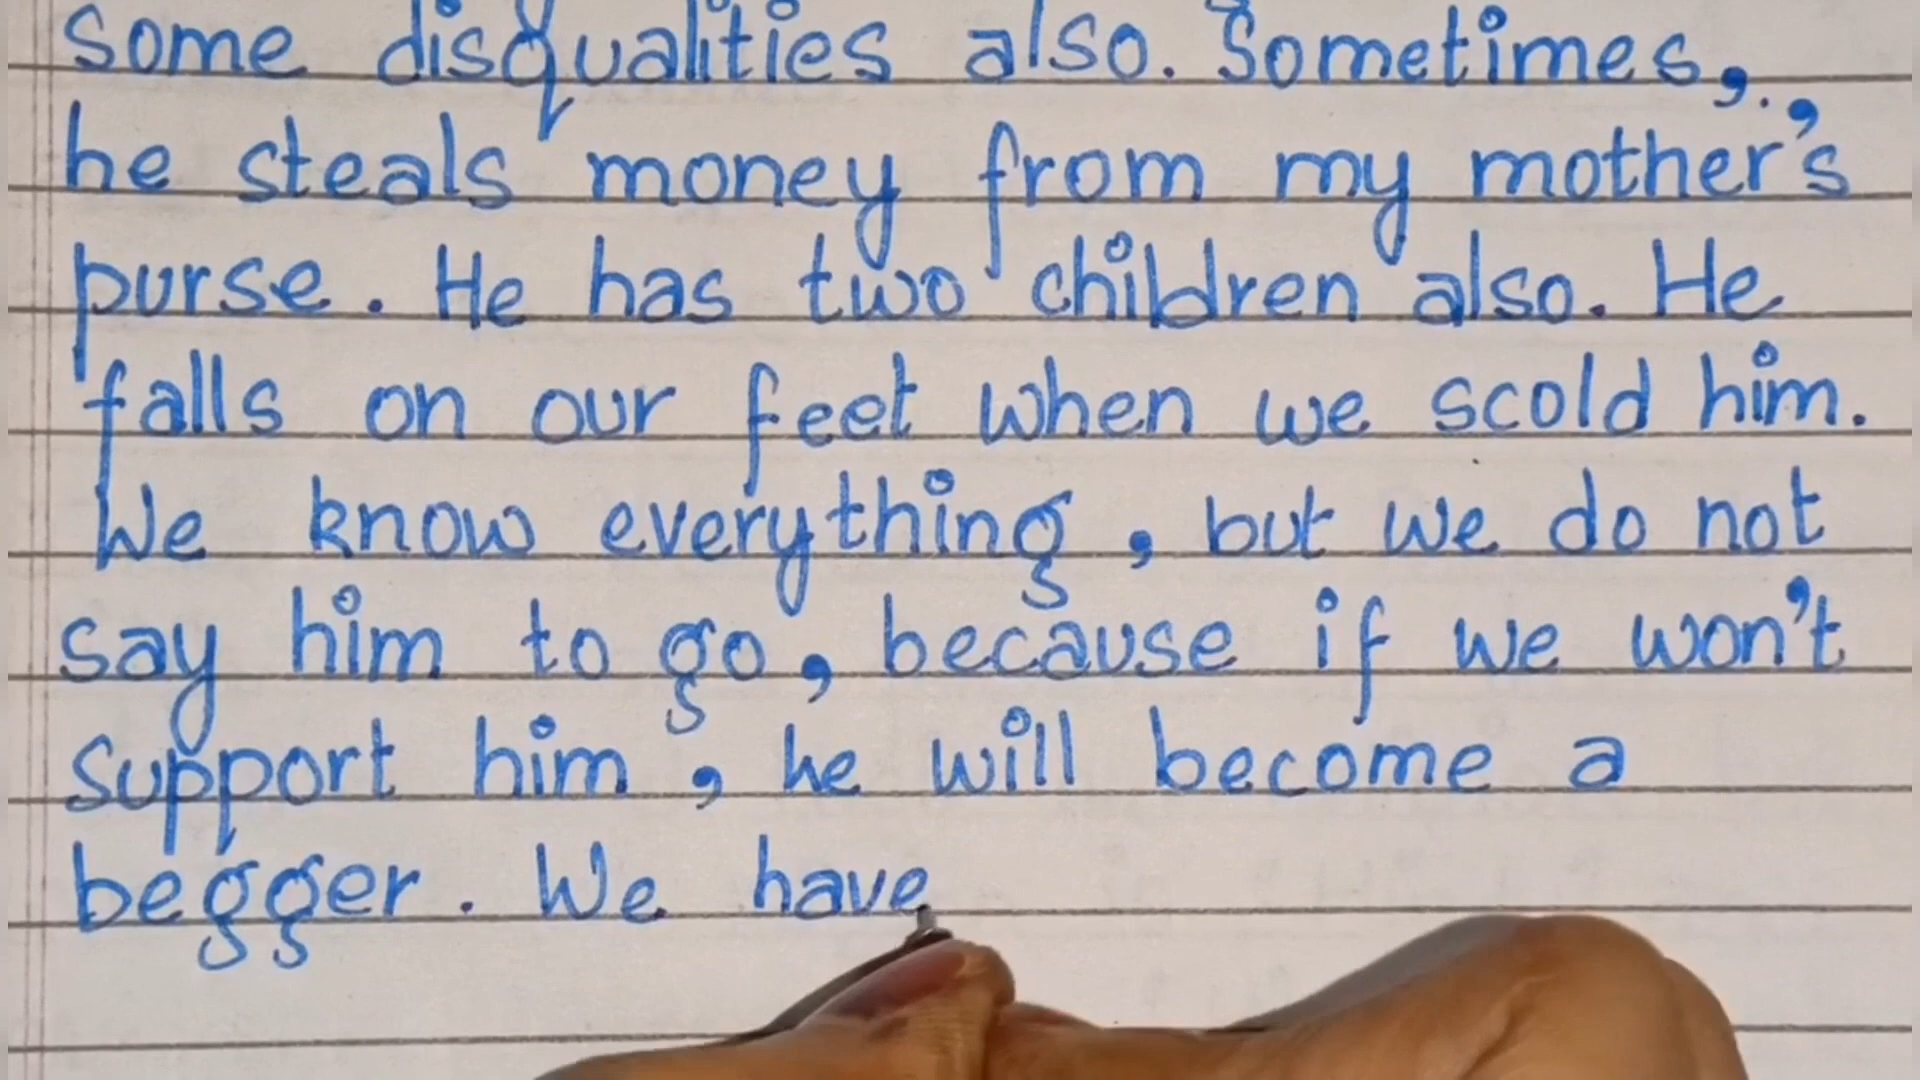 some disqualities also. Sometimes,
he steals money from my mother's
purse. He has two children also. He
falls on our feet when we scold him.
We know everything, but we do not
say him to go, because if we won't
support him, he will become a
begger. We have